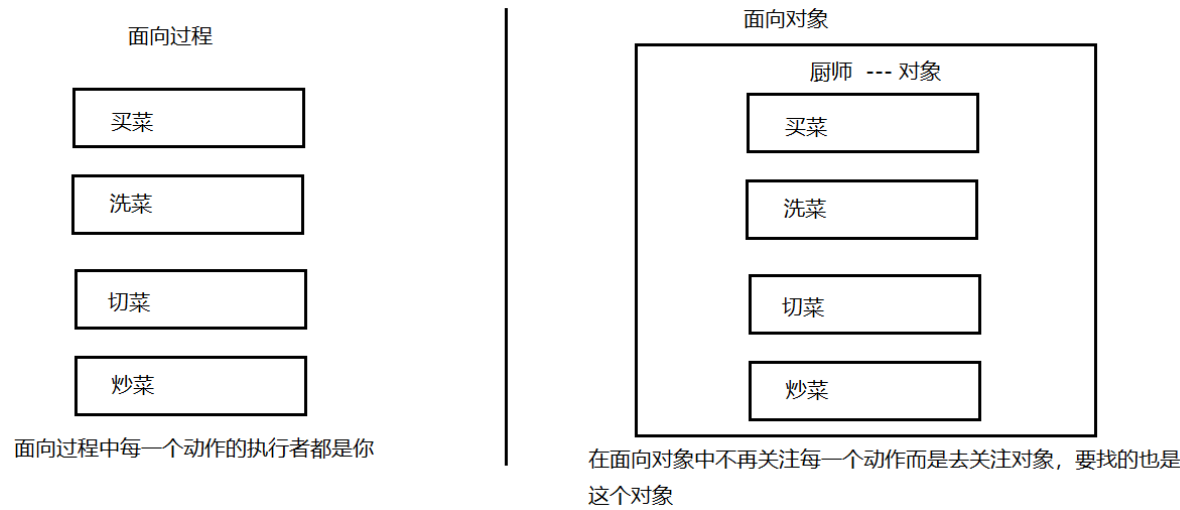 面向过程
买菜
洗菜
切菜
炒菜
面向过程中每一个动作的执行者都是你
面向对象
厨师 --- 对象
买菜
洗菜
切菜
炒菜
在面向对象中不再关注每一个动作而是去关注对象，要找的也是
这个对象